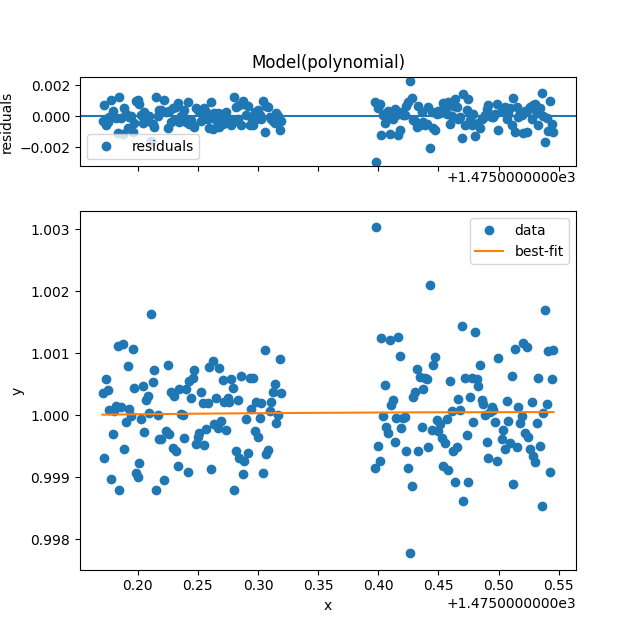 Model(polynomial)
residuals
0.002
0.000
−0.002
residuals
+1.4750000000e3
y
1.003
1.002
1.001
1.000
0.999
0.998
data
best-fit
0.20 0.25 0.30 0.35 0.40 0.45 0.50 0.55
x
+1.4750000000e3